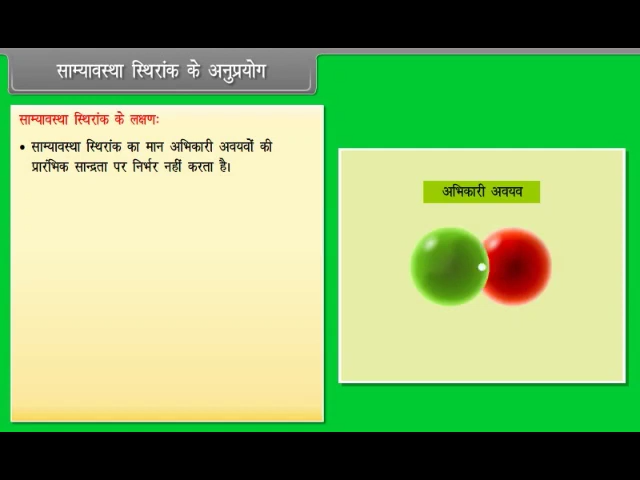 साम्यावस्था स्थिरांक के अनुप्रयोग
साम्यावस्था स्थिरांक के लक्षणः
• साम्यावस्था स्थिरांक का मान अभिकारी अवयवों की
प्रारंभिक सान्द्रता पर निर्भर नहीं करता है।
अभिकारी अवयव